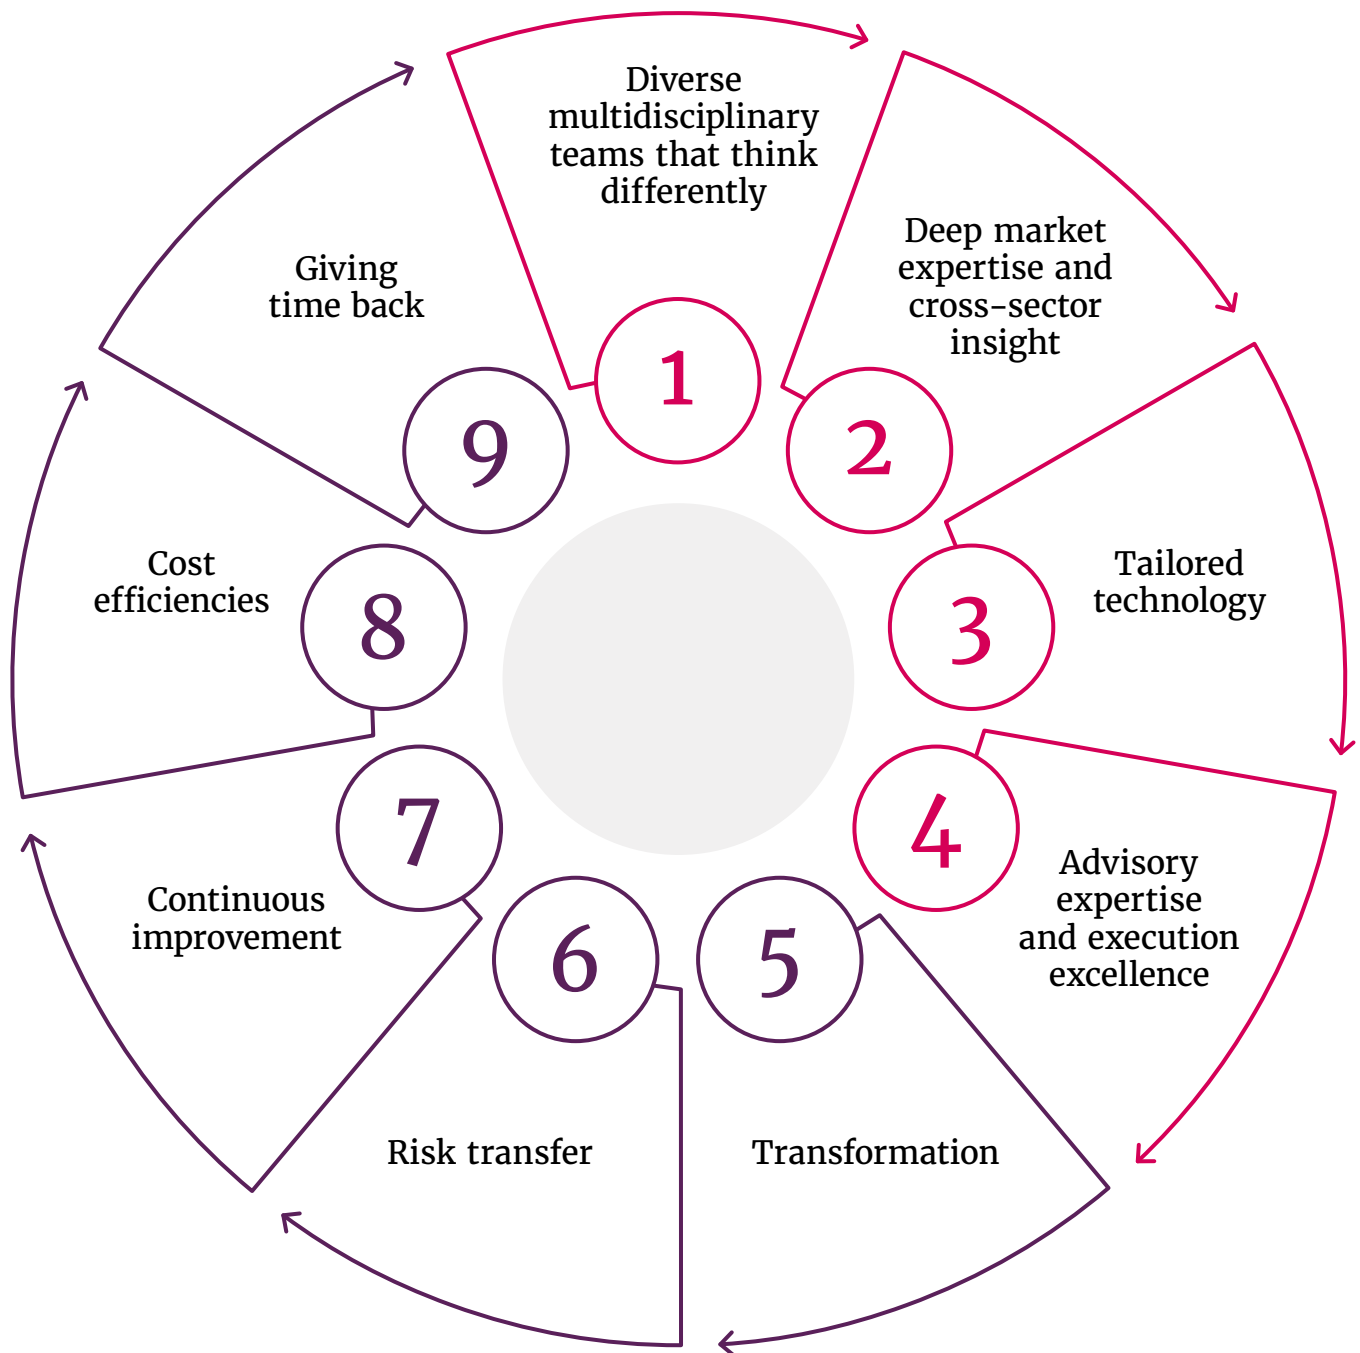 1
Diverse
multidisciplinary
teams that think
differently
2
Deep market
expertise and
cross-sector
insight
3
Tailored
technology
4
Advisory
expertise
and execution
excellence
5
Transformation
6
Risk transfer
7
Continuous
improvement
8
Cost
efficiencies
9
Giving
time back